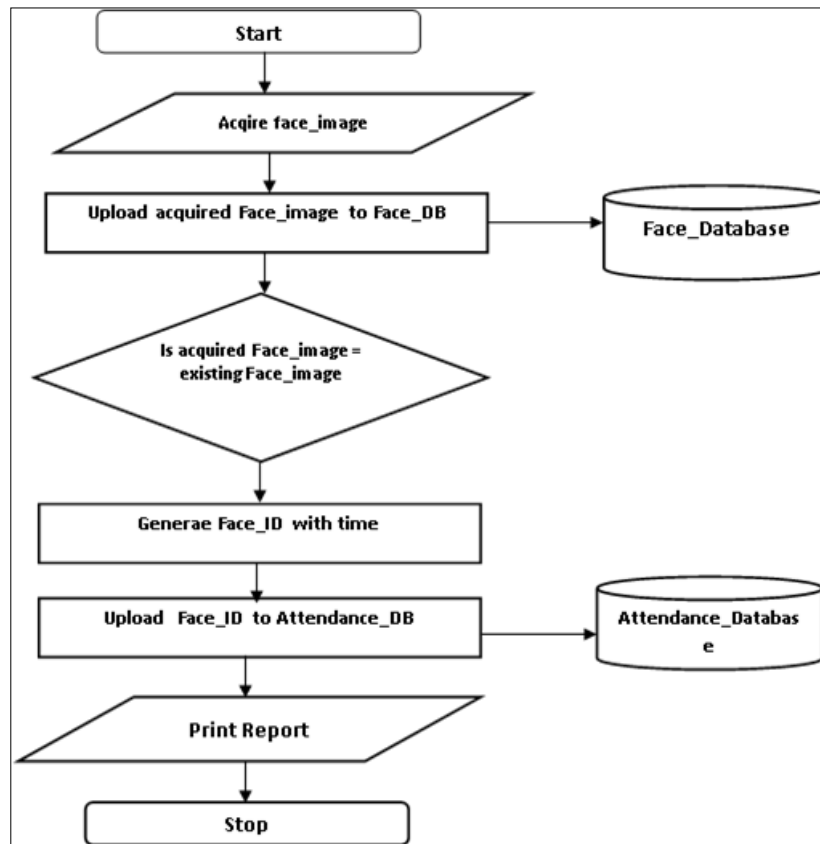 Start
Acqire face_image
Upload acquired Face_image to Face_DB
Face_Database
Is acquired Face_image =
existing Face_image
Generae Face_ID with time
Upload Face_ID to Attendance_DB
Attendance_Databas
e
Print Report
Stop